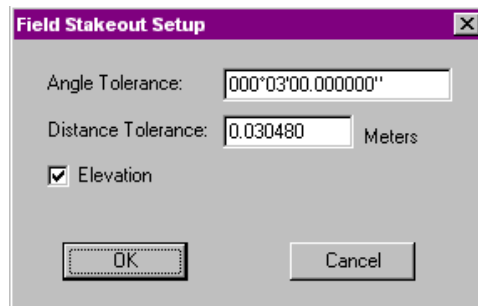 Field Stakeout Setup
Angle Tolerance: 000°03'00.000000"
Distance Tolerance: 0.030480 Meters
Elevation
OK Cancel